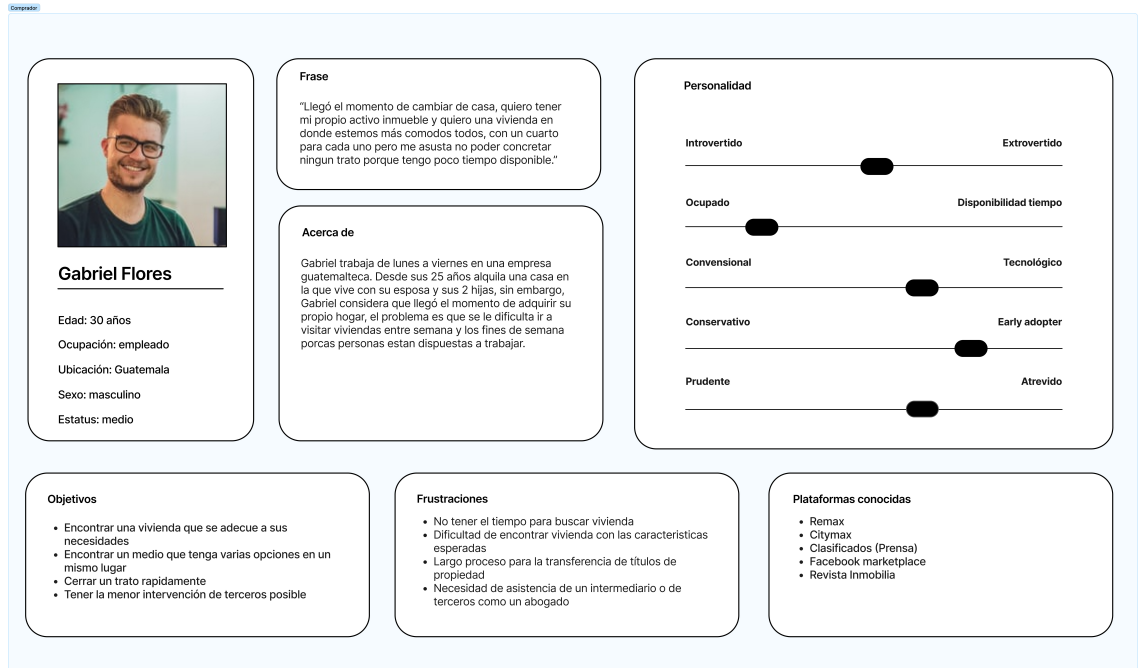 Comprador
Gabriel Flores
Edad: 30 años
Ocupación: empleado
Ubicación: Guatemala
Sexo: masculino
Estatus: medio
Frase
“Llegó el momento de cambiar de casa, quiero tener
mi propio activo inmueble y quiero una vivienda en
donde estemos más comodos todos, con un cuarto
para cada uno pero me asusta no poder concretar
ningun trato porque tengo poco tiempo disponible.”
Acerca de
Gabriel trabaja de lunes a viernes en una empresa
guatemalteca. Desde sus 25 años alquila una casa en
la que vive con su esposa y sus 2 hijas, sin embargo,
Gabriel considera que llegó el momento de adquirir su
propio hogar, el problema es que se le dificulta ir a
visitar viviendas entre semana y los fines de semana
porcas personas estan dispuestas a trabajar.
Personalidad
Introvertido Extrovertido
Ocupado Disponibilidad tiempo
Convensional Tecnológico
Conservativo Early adopter
Prudente Atrevido
Objetivos
• Encontrar una vivienda que se adecue a sus
necesidades
• Encontrar un medio que tenga varias opciones en un
mismo lugar
• Cerrar un trato rapidamente
• Tener la menor intervención de terceros posible
Frustraciones
• No tener el tiempo para buscar vivienda
• Dificultad de encontrar vivienda con las caracteristicas
esperadas
• Largo proceso para la transferencia de títulos de
propiedad
• Necesidad de asistencia de un intermediario o de
terceros como un abogado
Plataformas conocidas
• Remax
• Citymax
• Clasificados (Prensa)
• Facebook marketplace
• Revista Inmobilia